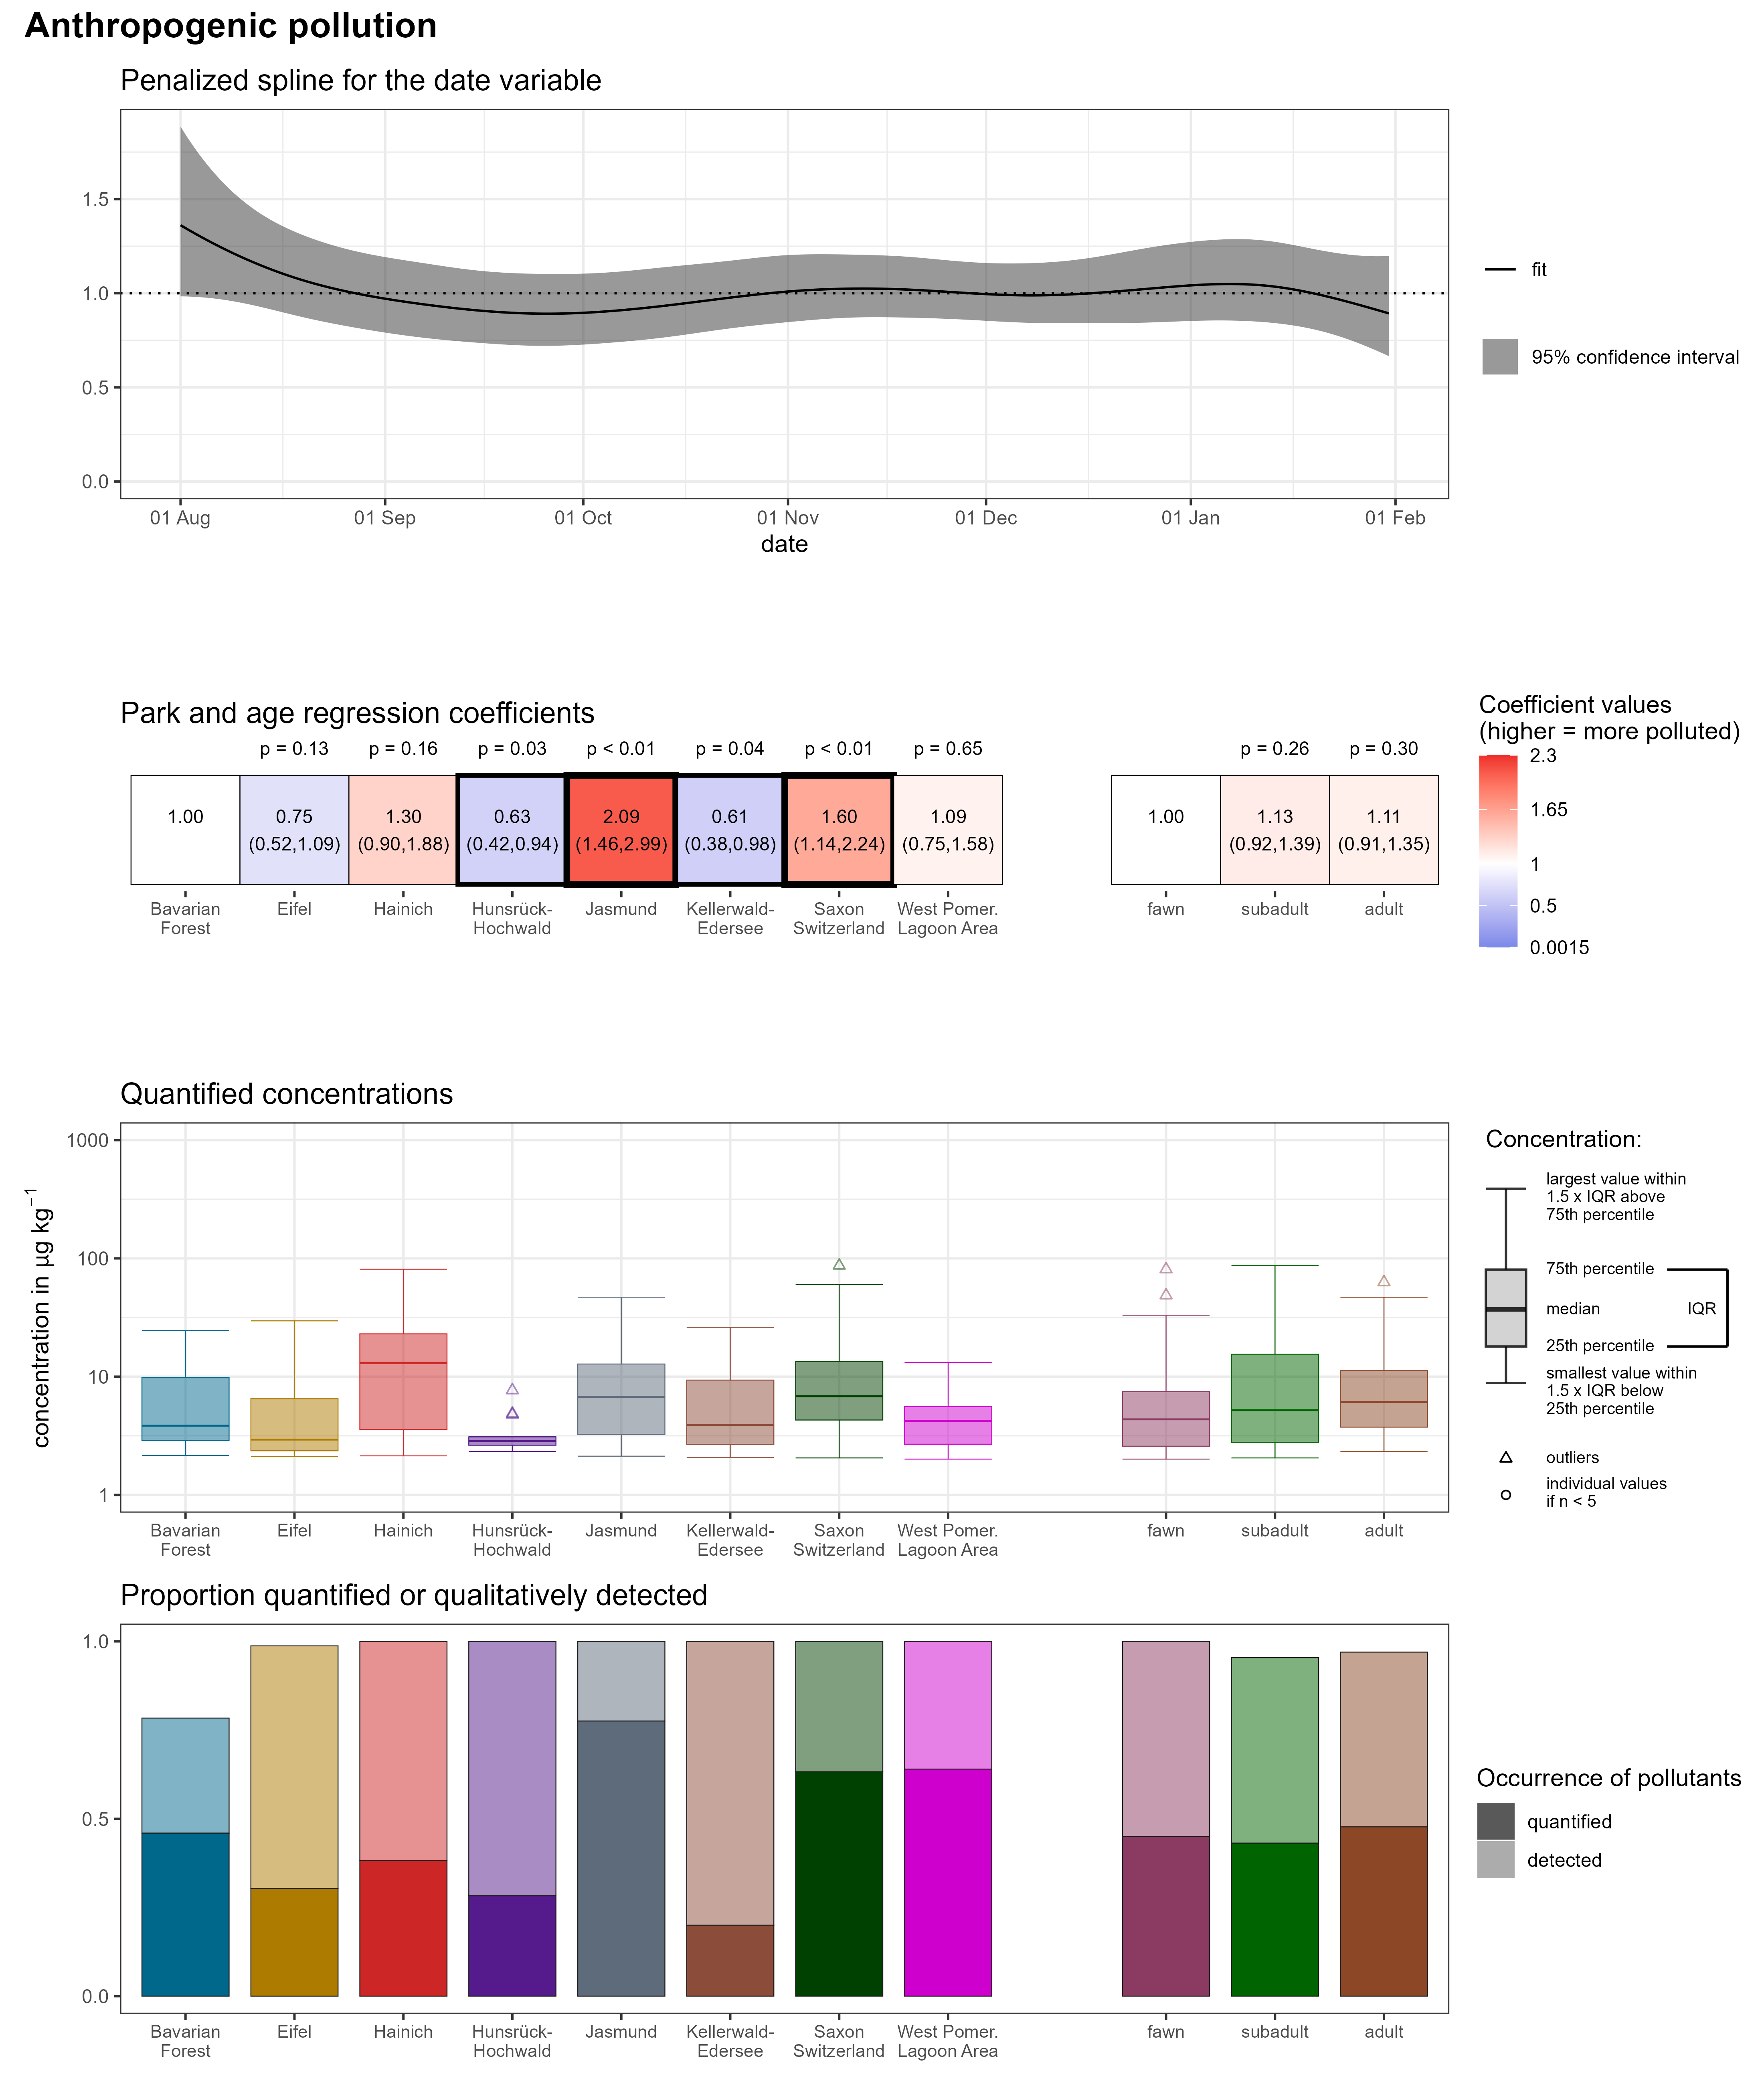 Anthropogenic pollution
Penalized spline for the date variable
1.5
1.0
0.5
0.0
01 Aug 01 Sep 01 Oct 01 Nov 01 Dec 01 Jan 01 Feb
date
fit
95% confidence interval
Park and age regression coefficients
p = 0.13 p = 0.16 p = 0.03 p < 0.01 p = 0.04 p < 0.01 p = 0.65 p = 0.26 p = 0.30
1.00 0.75 1.30 0.63 2.09 0.61 1.60 1.09 1.00 1.13 1.11
(0.52,1.09) (0.90,1.88) (0.42,0.94) (1.46,2.99) (0.38,0.98) (1.14,2.24) (0.75,1.58) (0.92,1.39) (0.91,1.35)
Bavarian Eifel Hainich Hunsrück- Jasmund Kellerwald- Saxon West Pomer. fawn subadult adult
Forest Hochwald Edersee Switzerland Lagoon Area
Coefficient values
(higher = more polluted)
2.3
1.65
1
0.5
0.0015
Quantified concentrations
concentration in µg kg⁻¹
1000
100
10
1
Bavarian Eifel Hainich Hunsrück- Jasmund Kellerwald- Saxon West Pomer. fawn subadult adult
Forest Hochwald Edersee Switzerland Lagoon Area
Concentration:
largest value within
1.5 x IQR above
75th percentile
75th percentile
median IQR
25th percentile
smallest value within
1.5 x IQR below
25th percentile
outliers
individual values
if n < 5
Proportion quantified or qualitatively detected
1.0
0.5
0.0
Bavarian Eifel Hainich Hunsrück- Jasmund Kellerwald- Saxon West Pomer. fawn subadult adult
Forest Hochwald Edersee Switzerland Lagoon Area
Occurrence of pollutants
quantified
detected